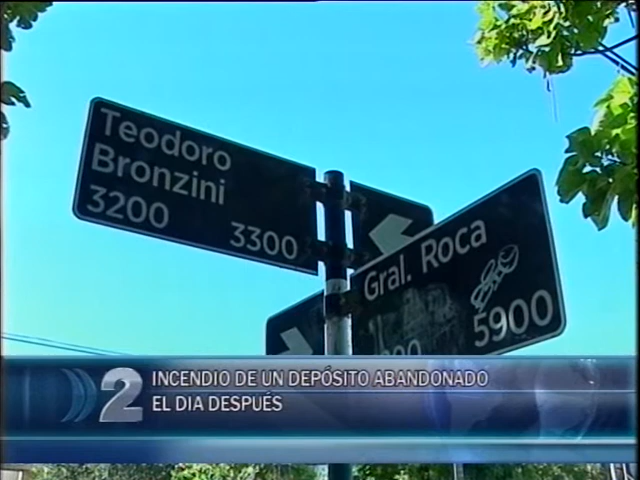 Teodoro
Bronzini
3200
3300
Gral. Roca
5900
2
INCENDIO DE UN DEPÓSITO ABANDONADO
EL DIA DESPUÉS